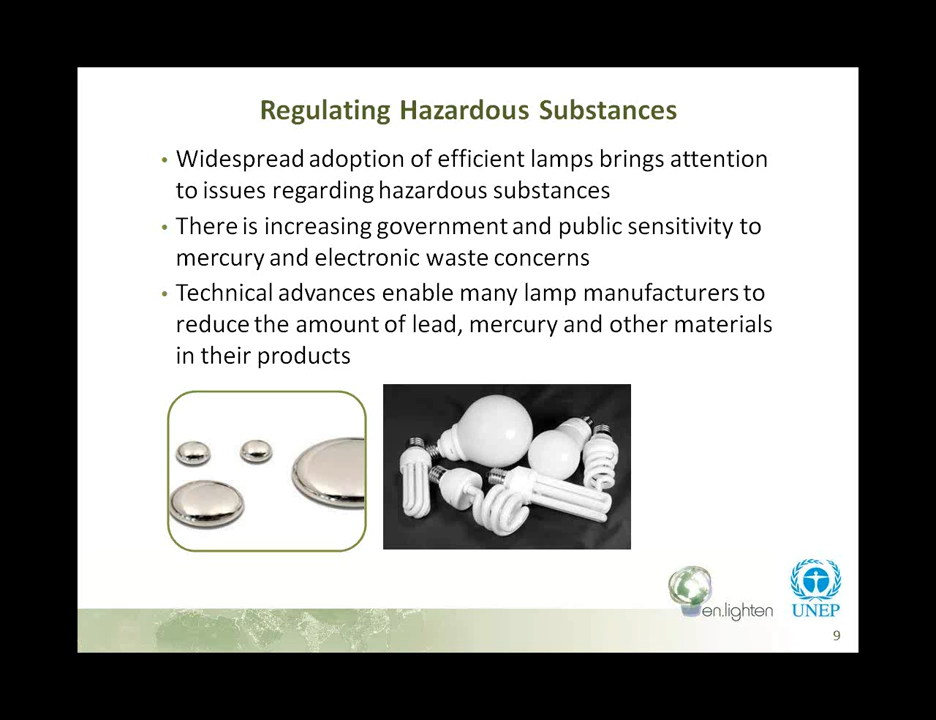 Regulating Hazardous Substances
• Widespread adoption of efficient lamps brings attention
to issues regarding hazardous substances
• There is increasing government and public sensitivity to
mercury and electronic waste concerns
• Technical advances enable many lamp manufacturers to
reduce the amount of lead, mercury and other materials
in their products
en.lighten
UNEP
9